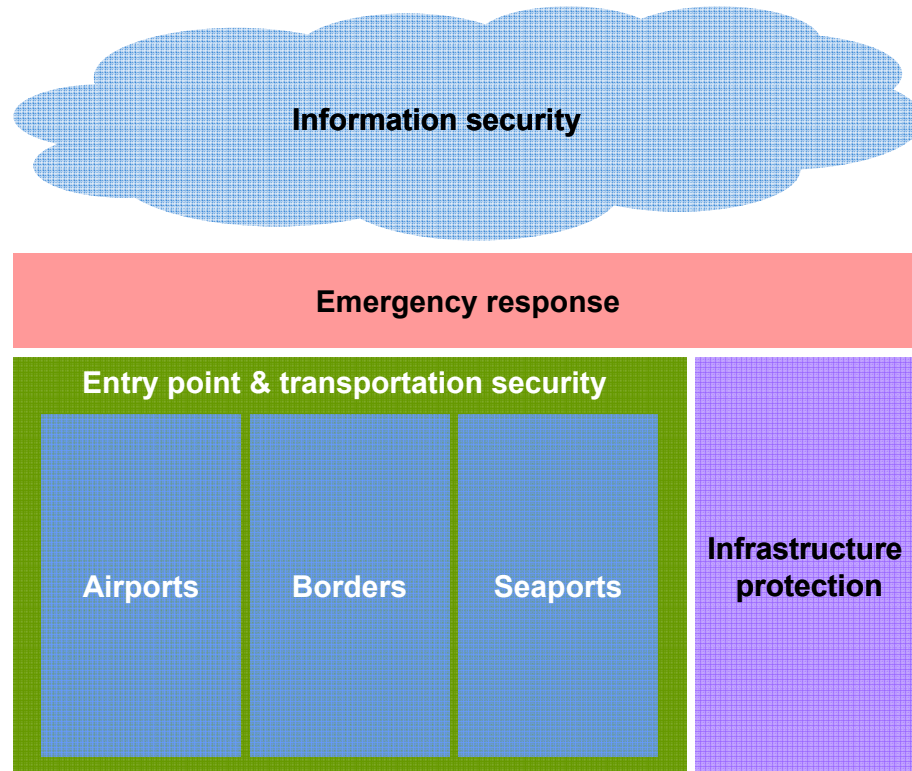 Information security
Emergency response
Entry point & transportation security
Airports
Borders
Seaports
Infrastructure
protection